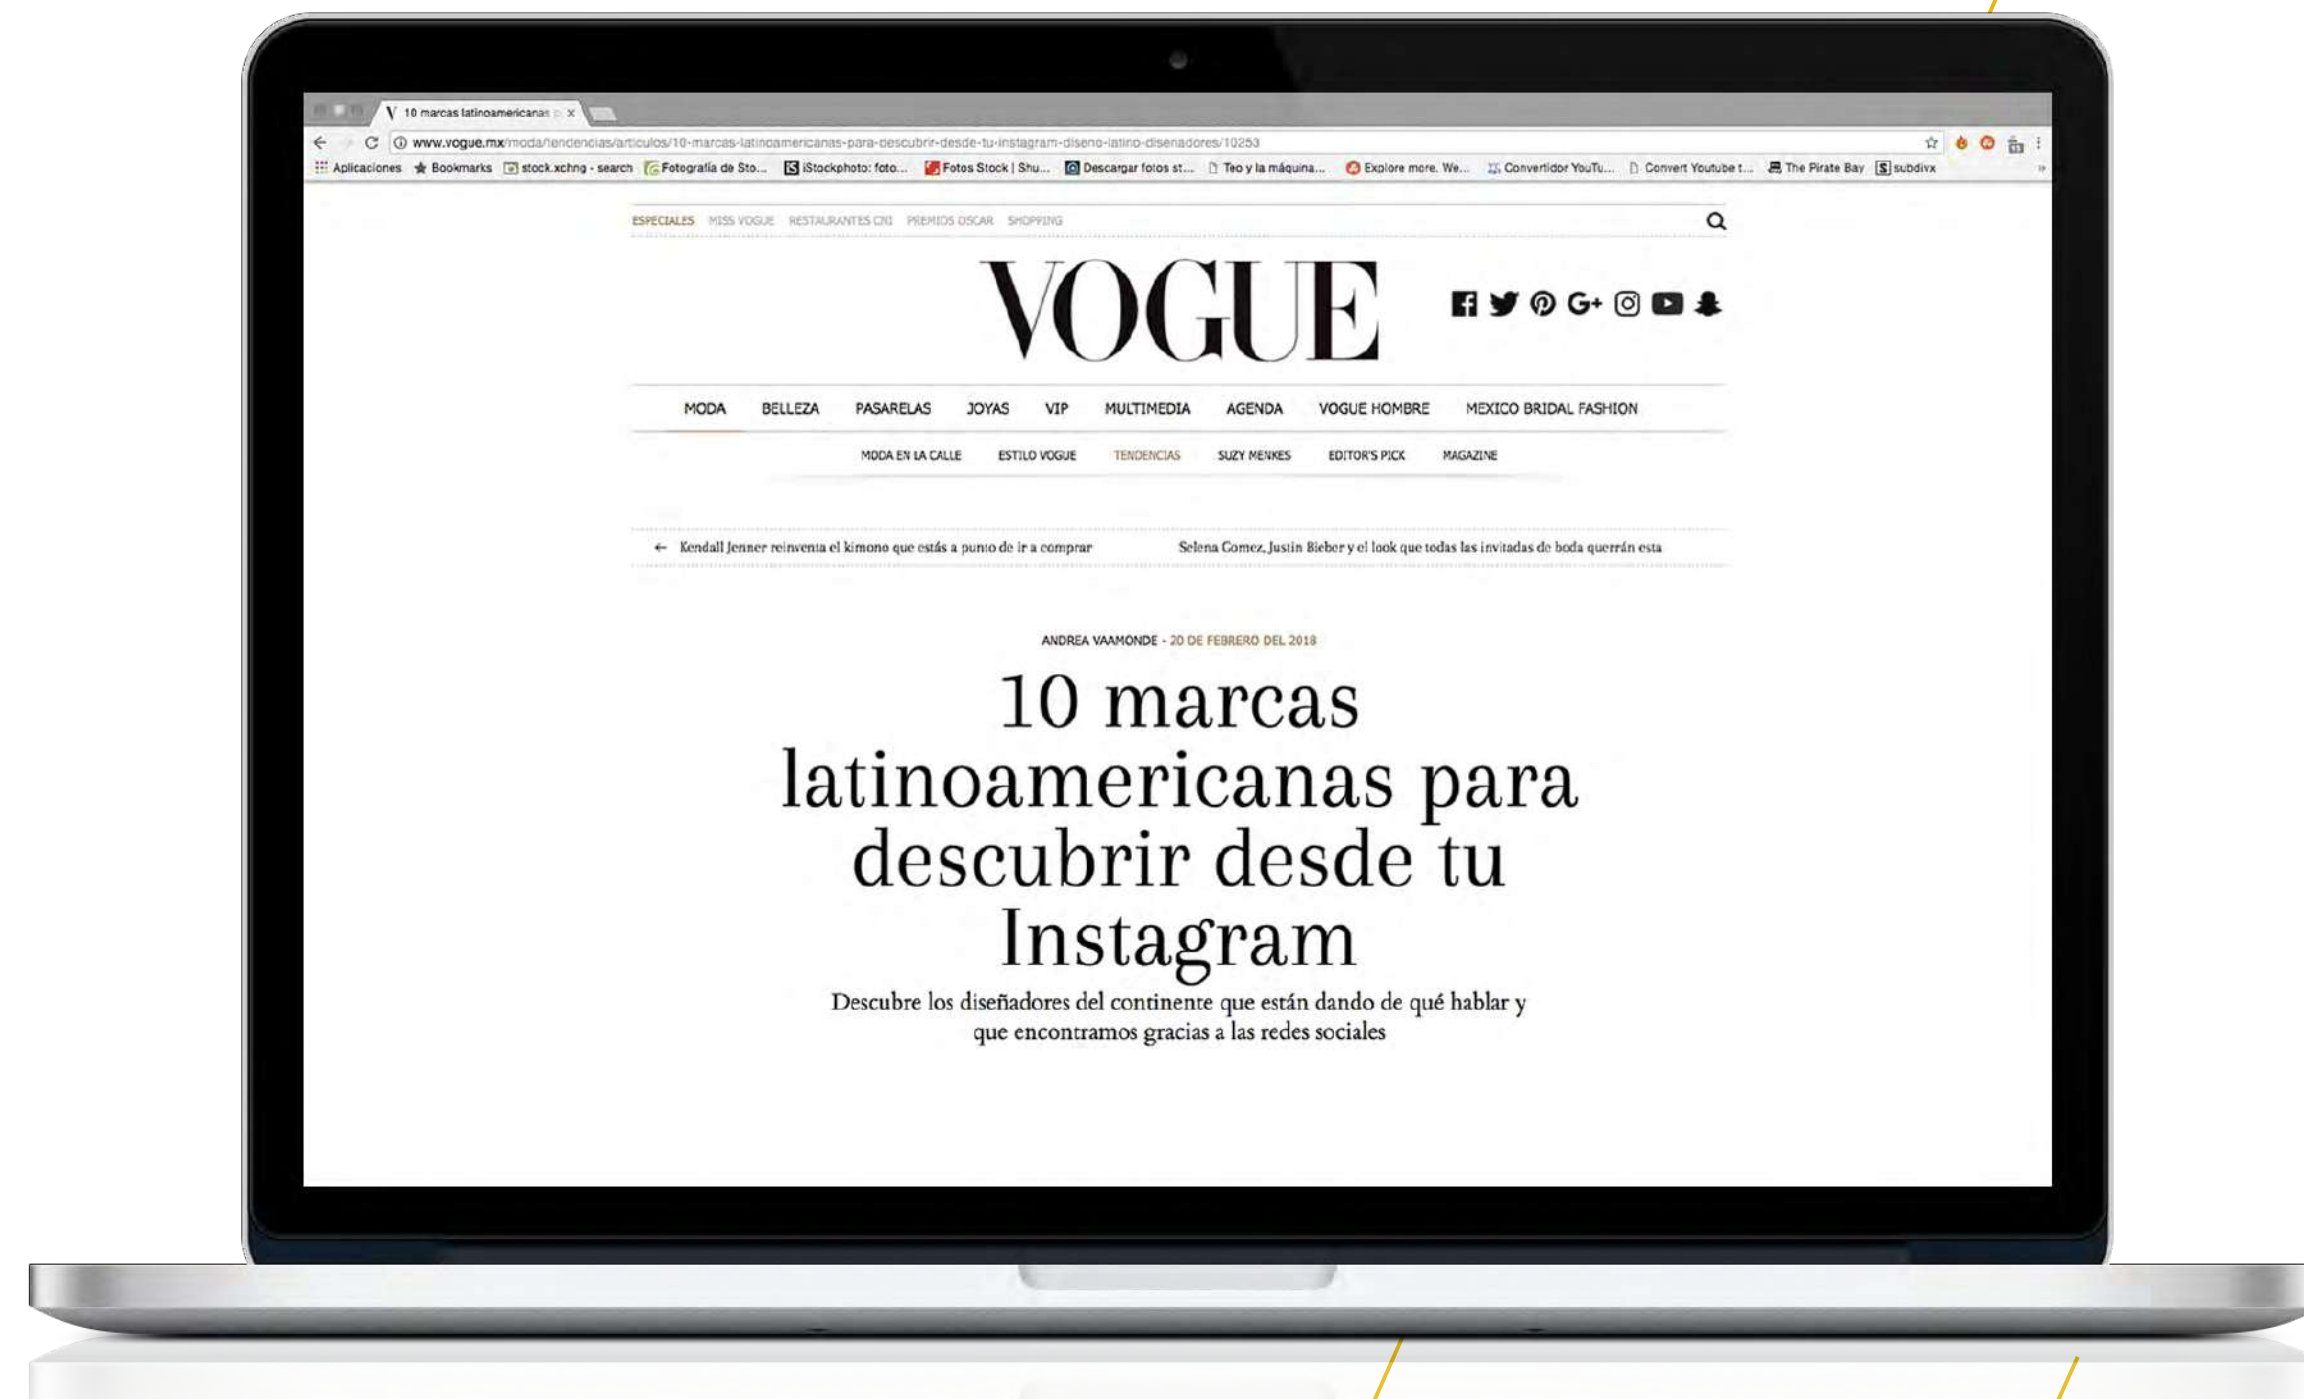 V 10 marcas latinoamericanas
www.vogue.mx/moda/tendencias/articulos/10-marcas-latinoamericanas-para-descubrir-desde-tu-instagram-diseno-latino-disenadores/10253
Aplicaciones Bookmarks stock.xchng - search Fotografía de Sto... iStockphoto: foto... Fotos Stock | Shu... Descargar fotos st... Teo y la máquina... Explore more. We... Convertidor YouTu... Convert Youtube t... The Pirate Bay subdivx
ESPECIALES MISS VOGUE RESTAURANTES CN1 PREMIOS OSCAR SHOPPING
VOGUE
MODA BELLEZA PASARELAS JOYAS VIP MULTIMEDIA AGENDA VOGUE HOMBRE MEXICO BRIDAL FASHION
MODA EN LA CALLE ESTILO VOGUE TENDENCIAS SUZY MENKES EDITOR'S PICK MAGAZINE
← Kendall Jenner reinventa el kimono que estás a punto de ir a comprar Selena Gomez, Justin Bieber y el look que todas las invitadas de boda querrán esta
ANDREA VAAMONDE - 20 DE FEBRERO DEL 2018
10 marcas
latinoamericanas para
descubrir desde tu
Instagram
Descubre los diseñadores del continente que están dando de qué hablar y
que encontramos gracias a las redes sociales